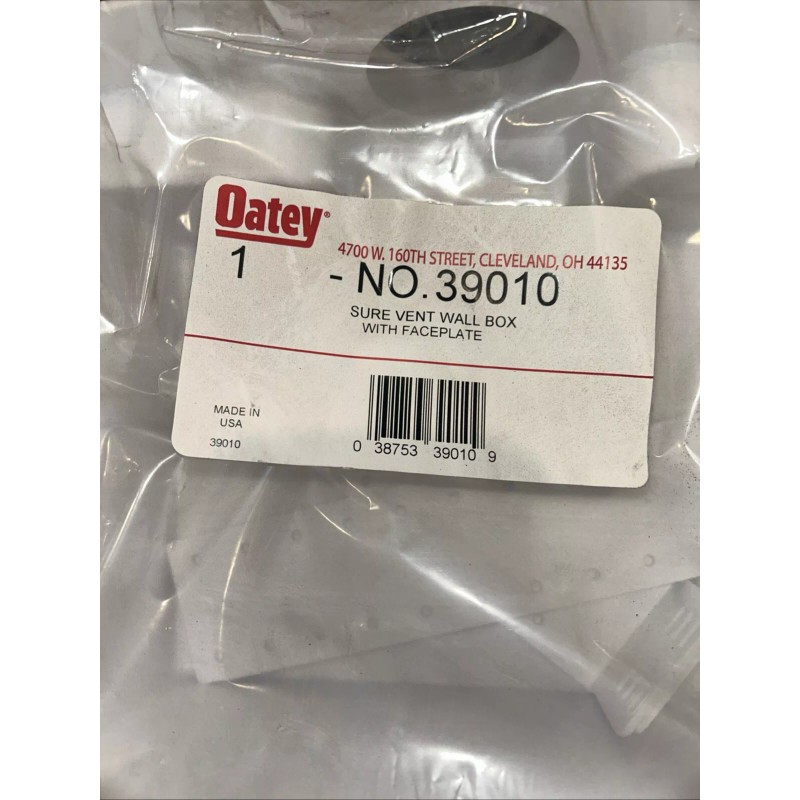 Oatey®
4700 W. 160TH STREET, CLEVELAND, OH 44135
1 - NO.39010
SURE VENT WALL BOX
WITH FACEPLATE
MADE IN
USA
39010
0 38753 39010 9